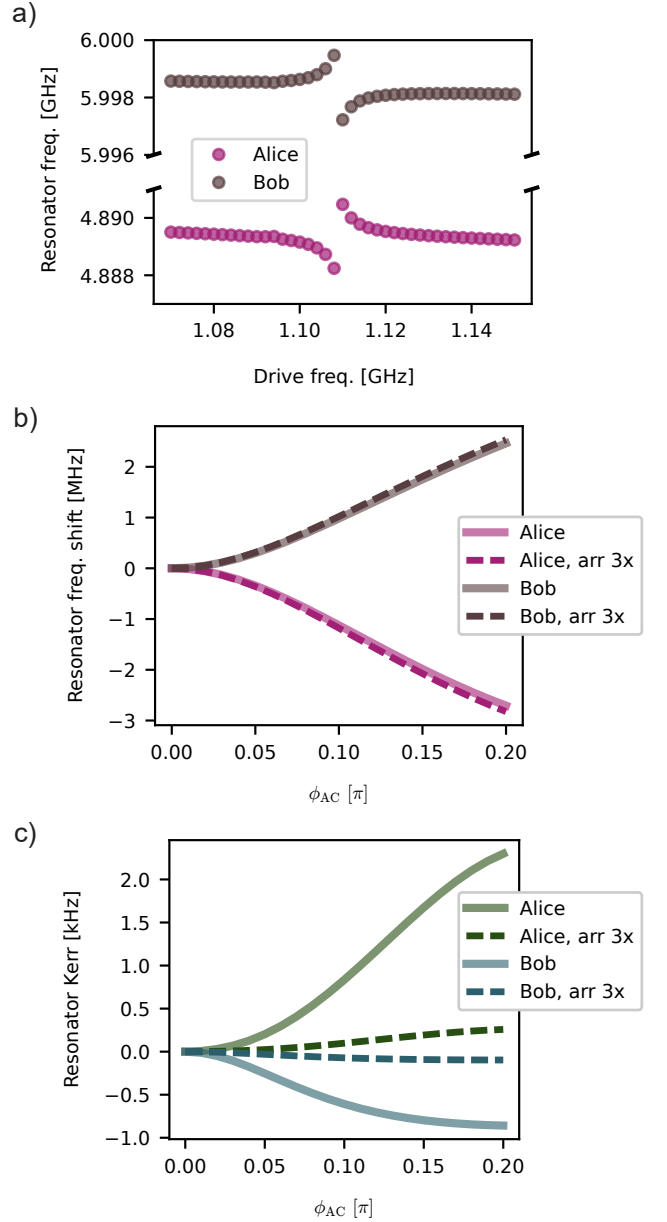 a)
6.000
5.998
5.996
4.890
4.888
Resonator freq. [GHz]
Alice
Bob
1.08
1.10
1.12
1.14
Drive freq. [GHz]
b)
2
1
0
−1
−2
−3
Resonator freq. shift [MHz]
Alice
Alice, arr 3x
Bob
Bob, arr 3x
0.00
0.05
0.10
0.15
0.20
ϕAC [π]
c)
2.0
1.5
1.0
0.5
0.0
−0.5
−1.0
Resonator Kerr [kHz]
Alice
Alice, arr 3x
Bob
Bob, arr 3x
0.00
0.05
0.10
0.15
0.20
ϕAC [π]